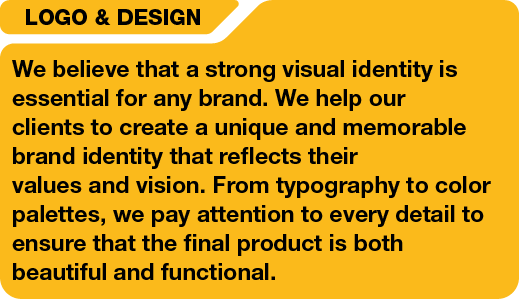 LOGO & DESIGN
We believe that a strong visual identity is
essential for any brand. We help our
clients to create a unique and memorable
brand identity that reflects their
values and vision. From typography to color
palettes, we pay attention to every detail to
ensure that the final product is both
beautiful and functional.